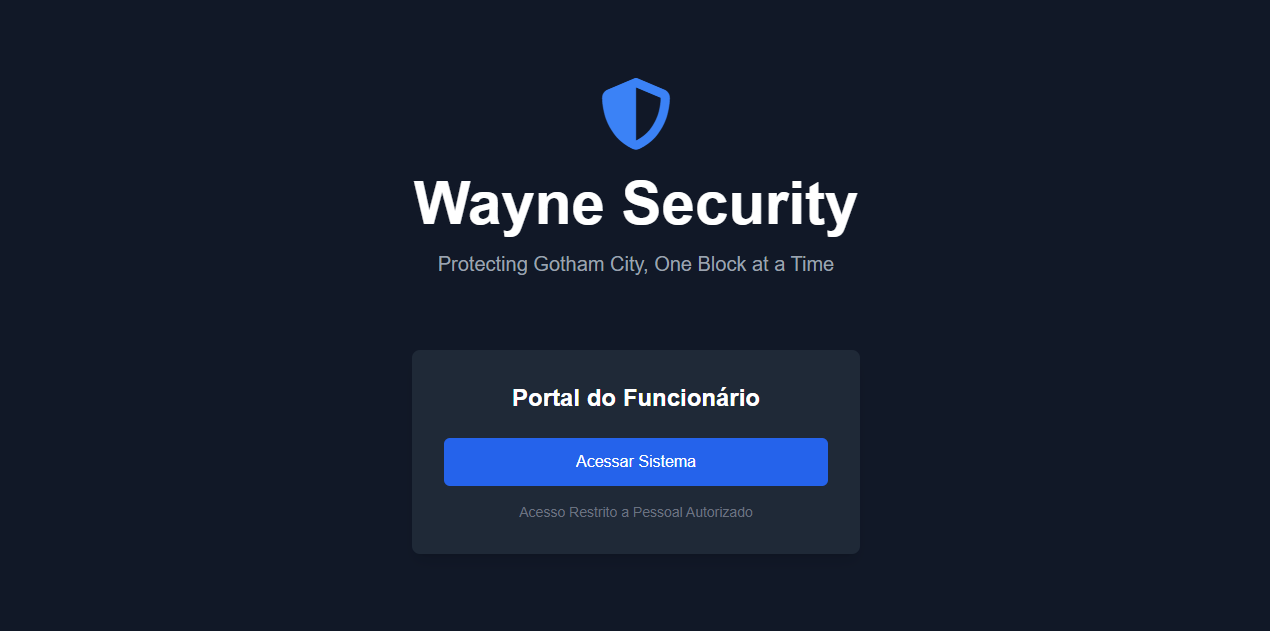 Wayne Security
Protecting Gotham City, One Block at a Time
Portal do Funcionário
Acessar Sistema
Acesso Restrito a Pessoal Autorizado